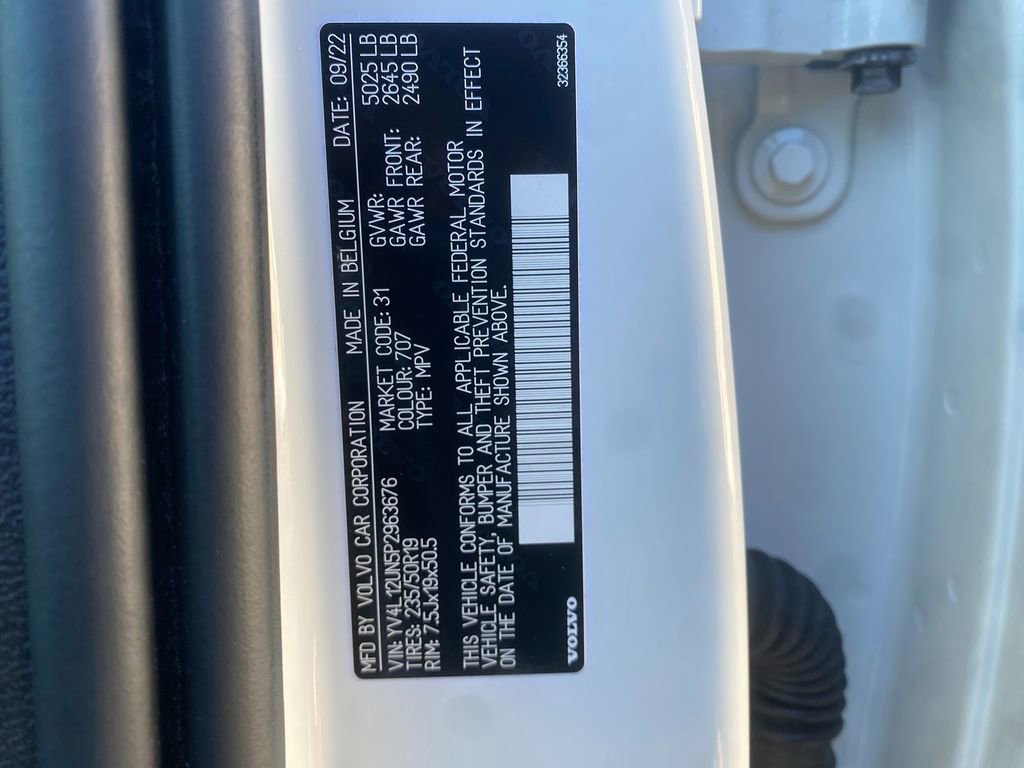 MFD BY VOLVO CAR CORPORATION MADE IN BELGIUM DATE: 09/22
VIN: YV4L12UN5P2963676 MARKET CODE: 31 GVWR: 5025 LB
TIRES: 235/50R19 COLOUR: 707 GAWR FRONT: 2645 LB
RIM: 7.5Jx19x50.5 TYPE: MPV GAWR REAR: 2490 LB
THIS VEHICLE CONFORMS TO ALL APPLICABLE FEDERAL MOTOR
VEHICLE SAFETY, BUMPER AND THEFT PREVENTION STANDARDS IN EFFECT
ON THE DATE OF MANUFACTURE SHOWN ABOVE.
VOLVO 32366354